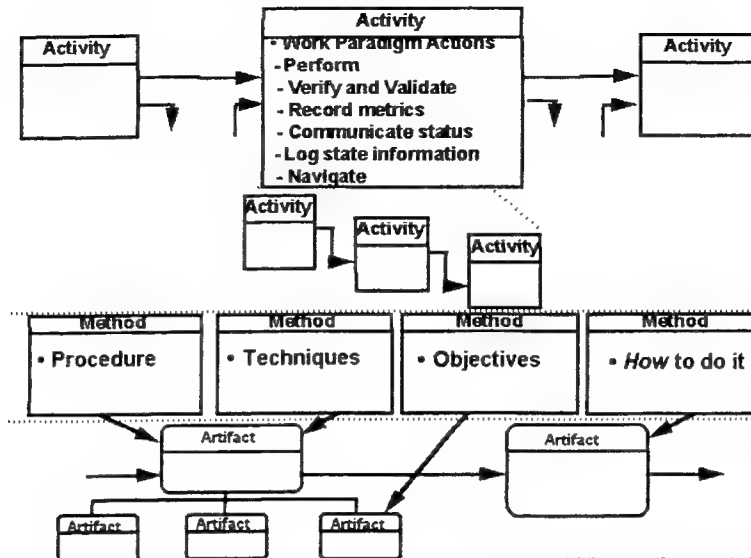 Activity
Activity
Activity
• Work Paradigm Actions
- Perform
- Verify and Validate
- Record metrics
- Communicate status
- Log state information
- Navigate
Activity
Activity
Activity
Method
Method
Method
Method
• Procedure
• Techniques
• Objectives
• How to do it
Artifact
Artifact
Artifact
Artifact
Artifact